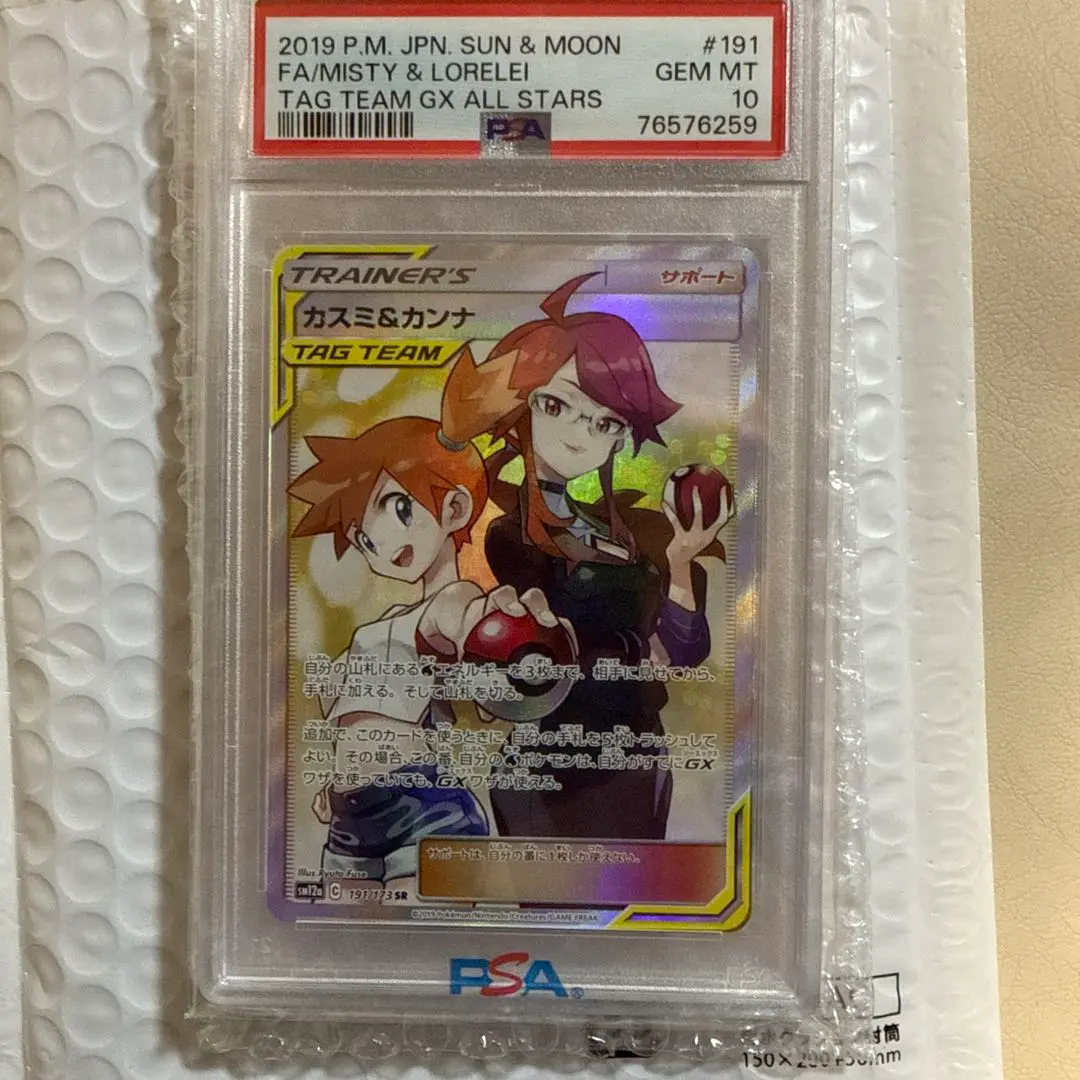 2019 P.M. JPN. SUN & MOON #191
FA/MISTY & LORELEI GEM MT
TAG TEAM GX ALL STARS 10
PSA 76576259
TRAINER'S サポート
カスミ&カンナ
TAG TEAM
自分の山札にあるエネルギーを3枚まで、相手に見せてから、
手札に加える。そして山札を切る。
追加で、このカードを使うときに、自分の手札を5枚トラッシュして
よい。その場合、この番、自分のポケモンは、自分がすでにGX
ワザを使っていても、GXワザが使える。
サポートは、自分の番に1枚しか使えない。
Illus. Ryuta Fuse
sm12a C 191/173 SR
©2019 Pokémon/Nintendo/Creatures/GAME FREAK
PSA®
封筒
150×200+50mm